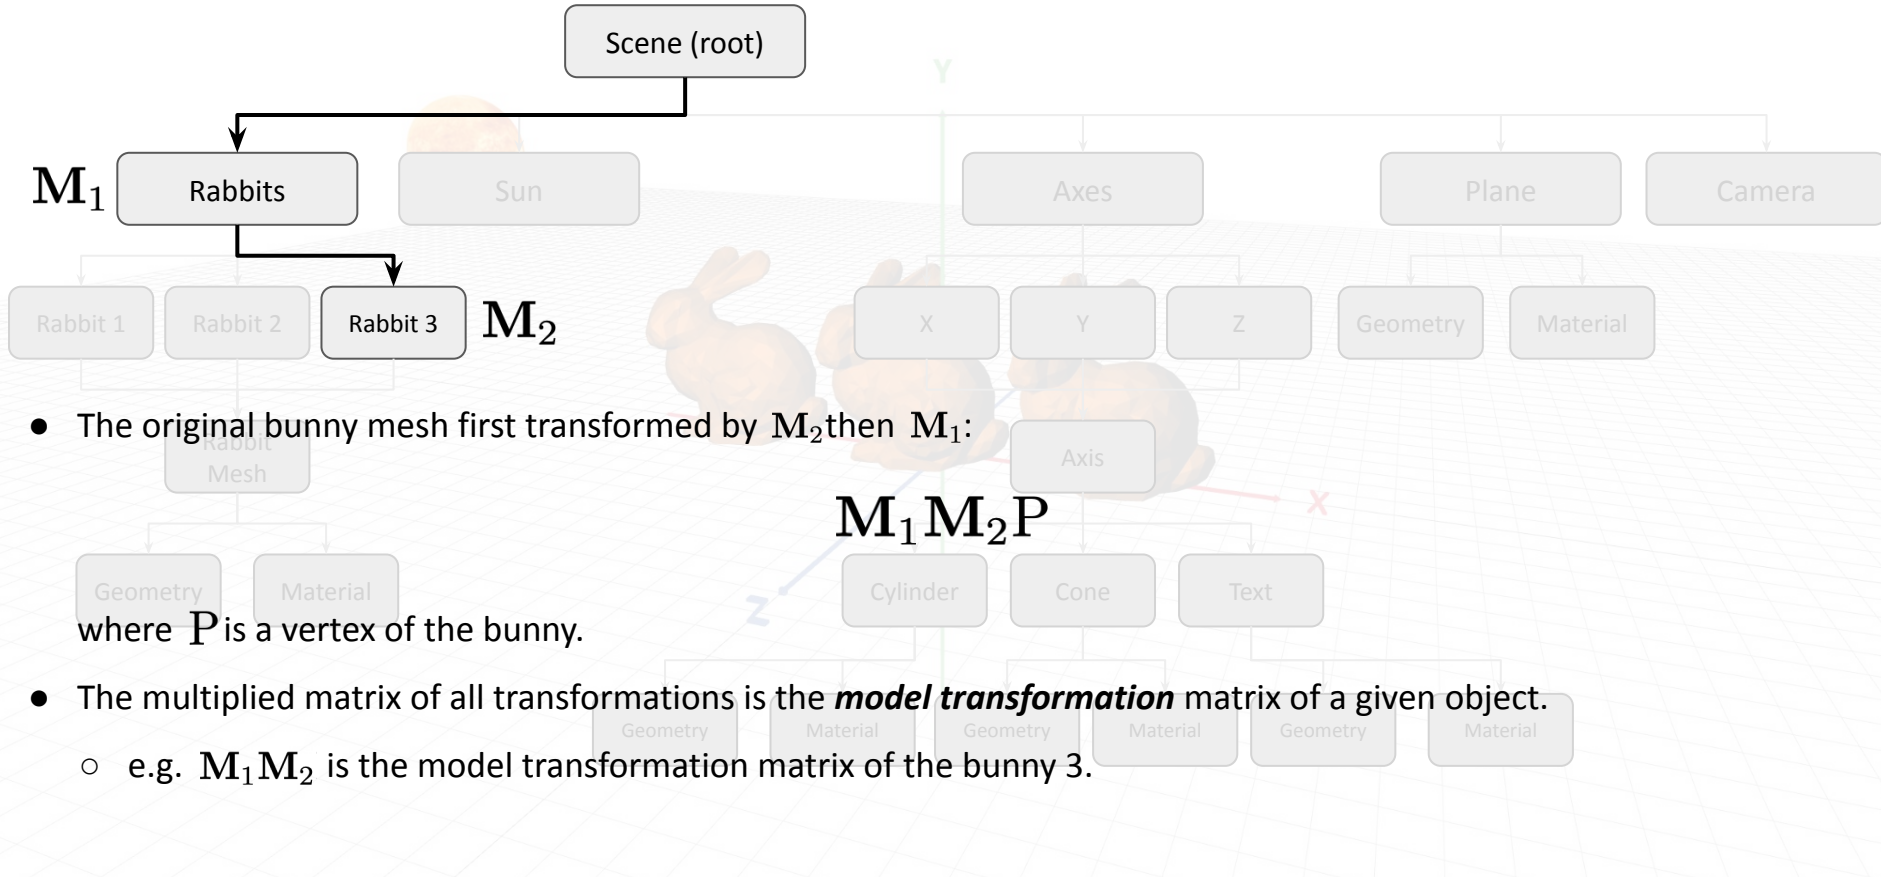 Scene (root)
Y
M₁
Rabbits
Sun
Axes
Plane
Camera
Rabbit 1
Rabbit 2
Rabbit 3
M₂
X
Y
Z
Geometry
Material
● The original bunny mesh first transformed by M₂ then M₁:
Rabbit
Mesh
Axis
X
M₁M₂P
Geometry
Material
Z
Cylinder
Cone
Text
where P is a vertex of the bunny.
● The multiplied matrix of all transformations is the model transformation matrix of a given object.
Geometry
Material
Geometry
Material
Geometry
Material
○ e.g. M₁M₂ is the model transformation matrix of the bunny 3.